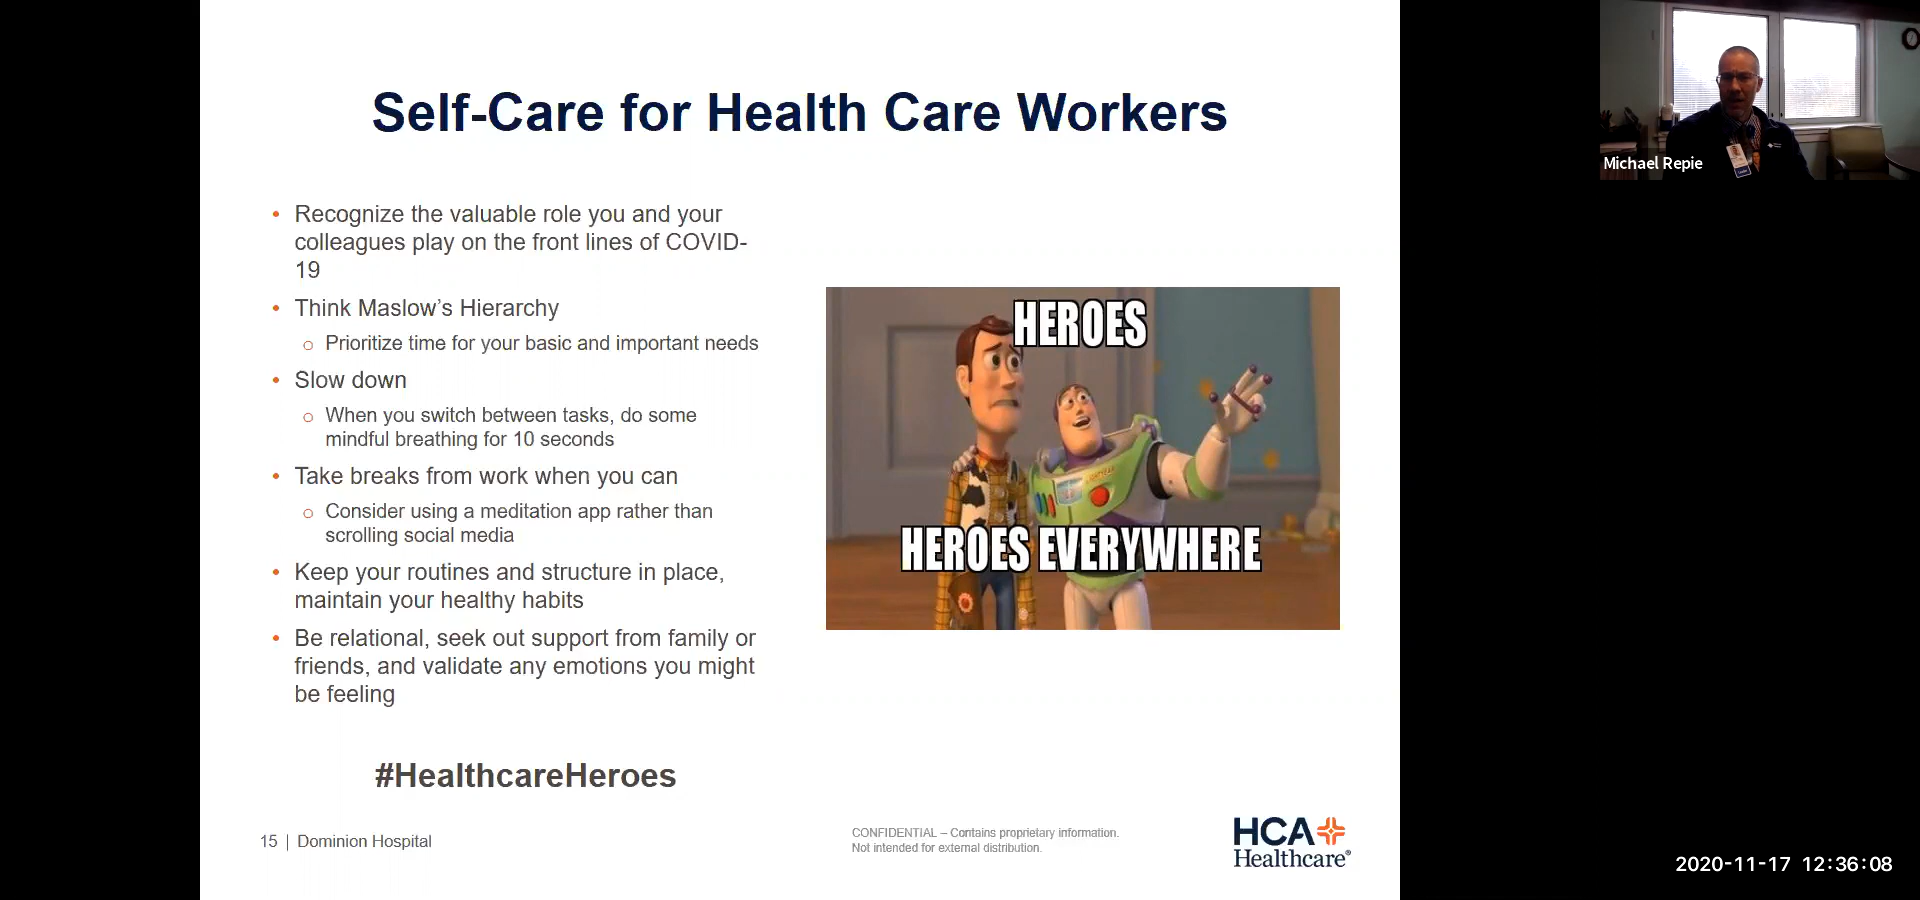 Self-Care for Health Care Workers
• Recognize the valuable role you and your
colleagues play on the front lines of COVID-
19
• Think Maslow’s Hierarchy
o Prioritize time for your basic and important needs
• Slow down
o When you switch between tasks, do some
mindful breathing for 10 seconds
• Take breaks from work when you can
o Consider using a meditation app rather than
scrolling social media
• Keep your routines and structure in place,
maintain your healthy habits
• Be relational, seek out support from family or
friends, and validate any emotions you might
be feeling
#HealthcareHeroes
HEROES
HEROES EVERYWHERE
15 | Dominion Hospital
CONFIDENTIAL – Contains proprietary information.
Not intended for external distribution.
HCA
Healthcare®
Michael Repie
2020-11-17 12:36:08